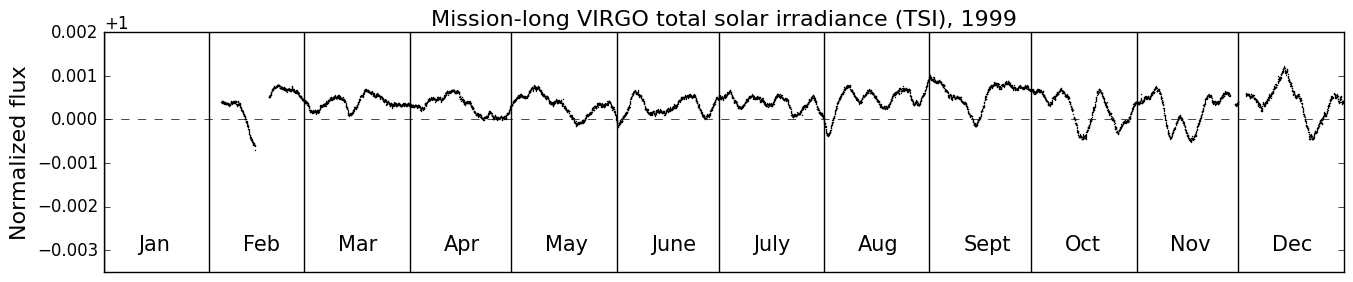 Mission-long VIRGO total solar irradiance (TSI), 1999
+1
Normalized flux
0.002
0.001
0.000
−0.001
−0.002
−0.003
Jan Feb Mar Apr May June July Aug Sept Oct Nov Dec